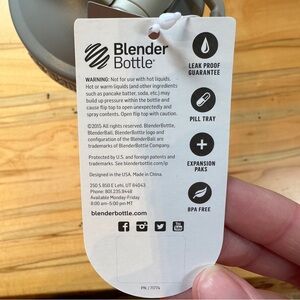 Blender
Bottle®
WARNING: Not for use with hot liquids.
Hot or warm liquids (and other ingredients
such as pancake batter, soda, etc.) may
build up pressure within the bottle and
cause flip top to open unexpectedly and
spray contents. Open flip top with caution.
©2015 All rights reserved. BlenderBottle,
BlenderBall, BlenderBottle logo and
configuration of the BlenderBall are
trademarks of BlenderBottle Company.
Protected by U.S. and foreign patents and
trademarks. See blenderbottle.com/ip
Designed in the USA. Made in China.
250 S 850 E Lehi, UT 84043
Phone: 801.235.9448
Available Monday-Friday
8:00 am-5:00 pm MT
blenderbottle.com
LEAK PROOF
GUARANTEE
PILL TRAY
EXPANSION
PAKS
BPA FREE